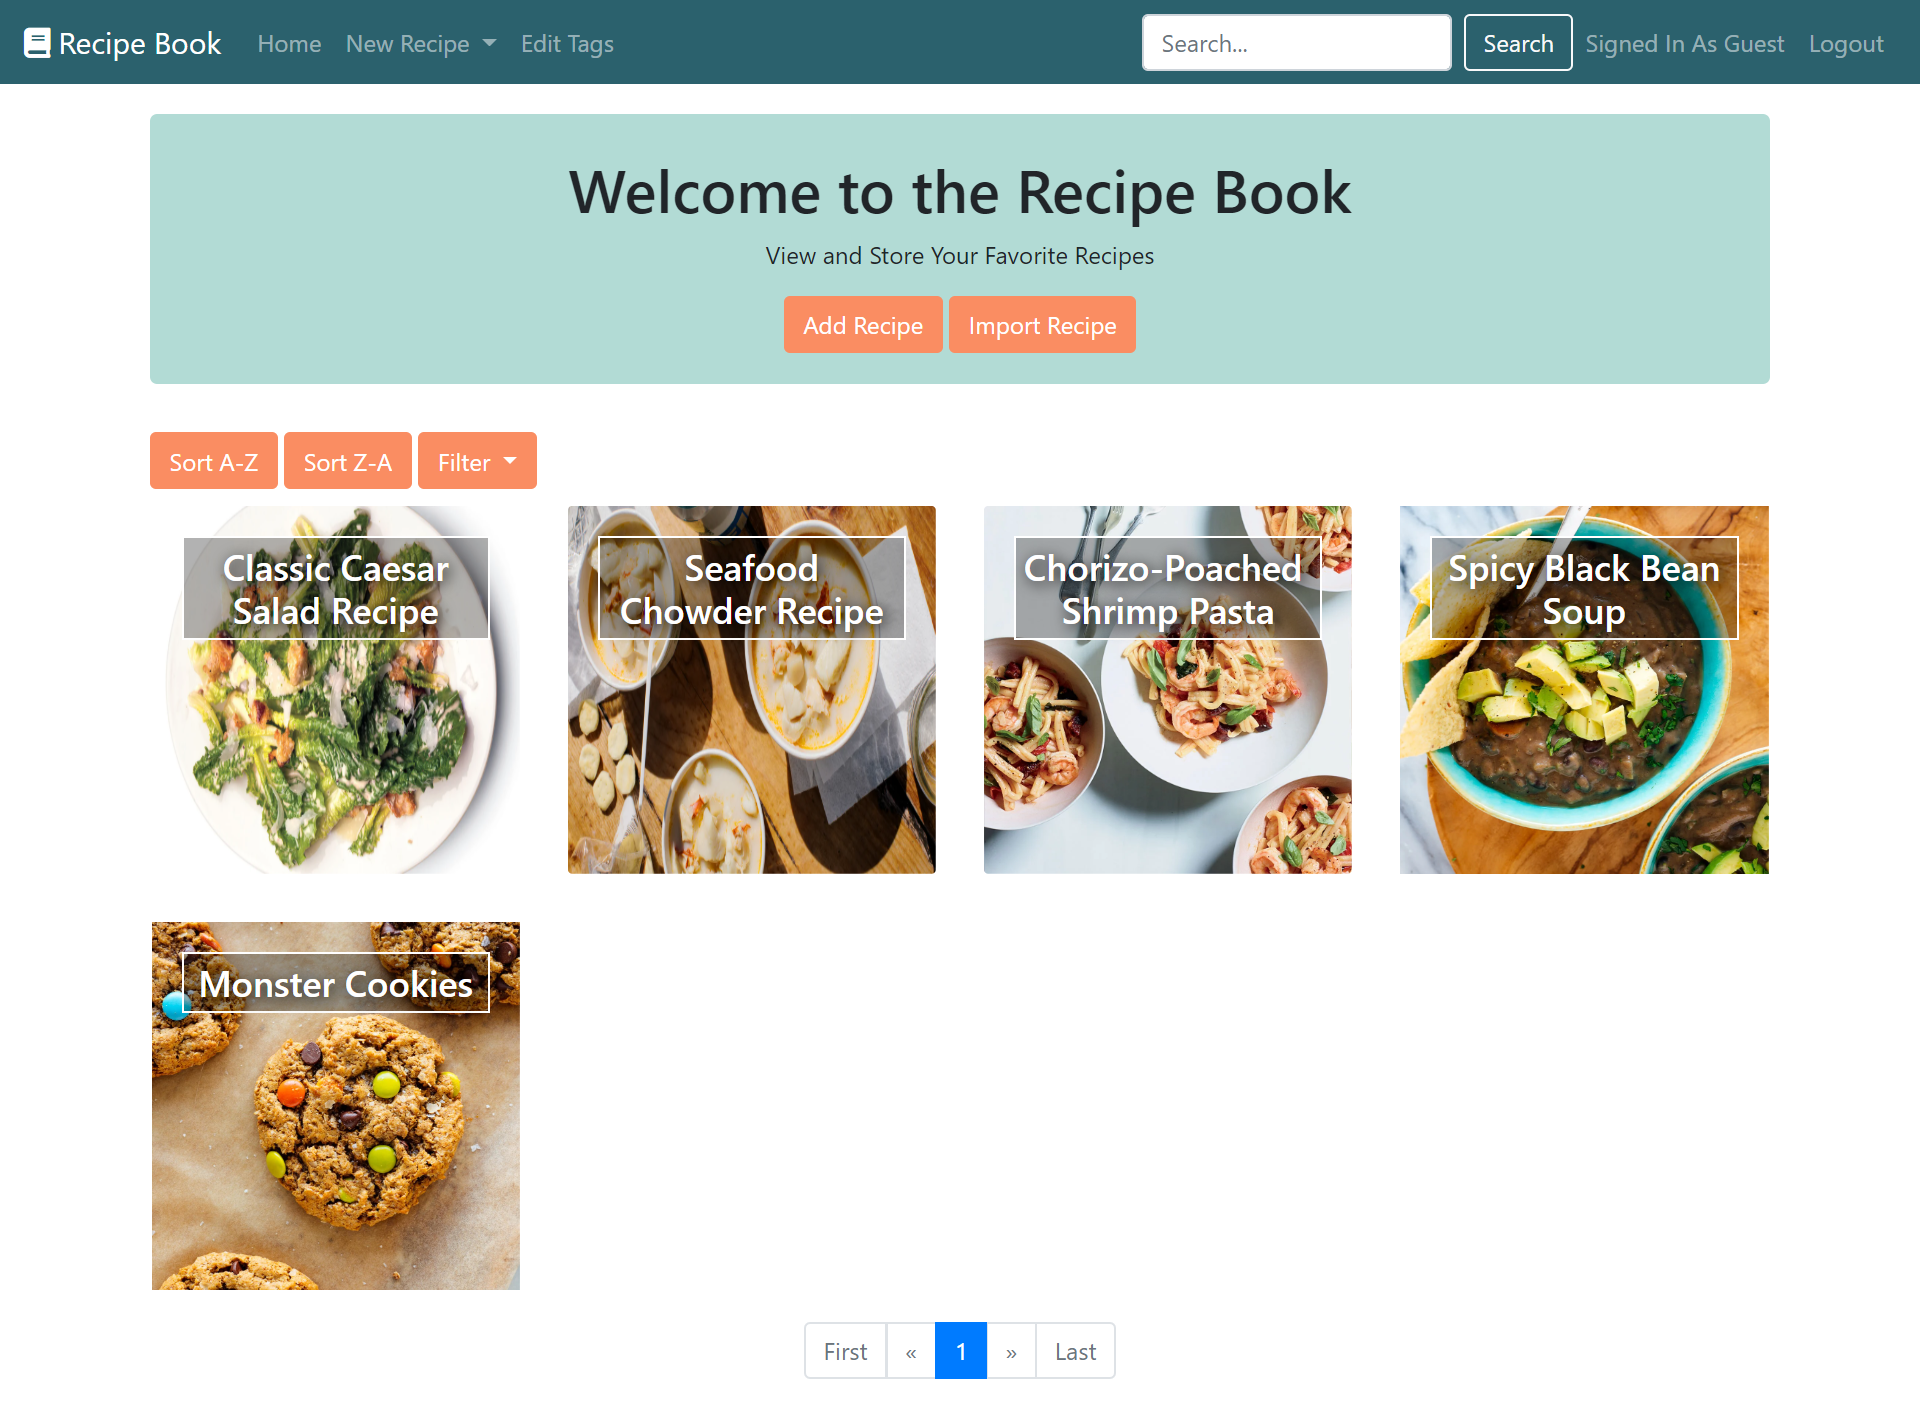 Recipe Book Home New Recipe Edit Tags Search... Search Signed In As Guest Logout
Welcome to the Recipe Book
View and Store Your Favorite Recipes
Add Recipe Import Recipe
Sort A-Z Sort Z-A Filter
Classic Caesar
Salad Recipe
Seafood
Chowder Recipe
Chorizo-Poached
Shrimp Pasta
Spicy Black Bean
Soup
Monster Cookies
First « 1 » Last